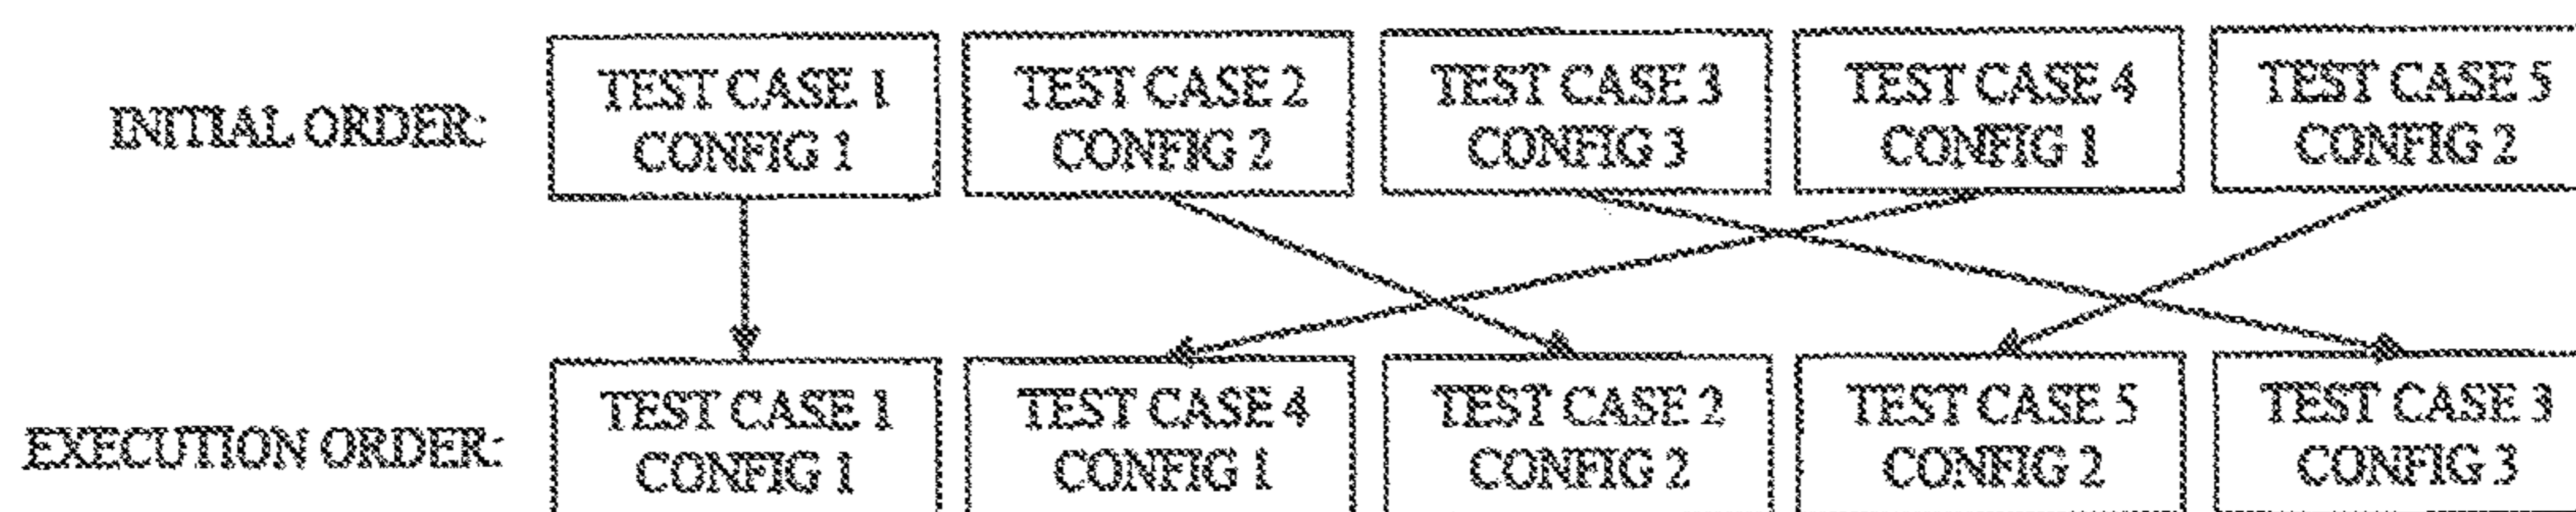 INITIAL ORDER:
TEST CASE 1
CONFIG 1
TEST CASE 2
CONFIG 2
TEST CASE 3
CONFIG 3
TEST CASE 4
CONFIG 1
TEST CASE 5
CONFIG 2
EXECUTION ORDER:
TEST CASE 1
CONFIG 1
TEST CASE 4
CONFIG 1
TEST CASE 2
CONFIG 2
TEST CASE 5
CONFIG 2
TEST CASE 3
CONFIG 3